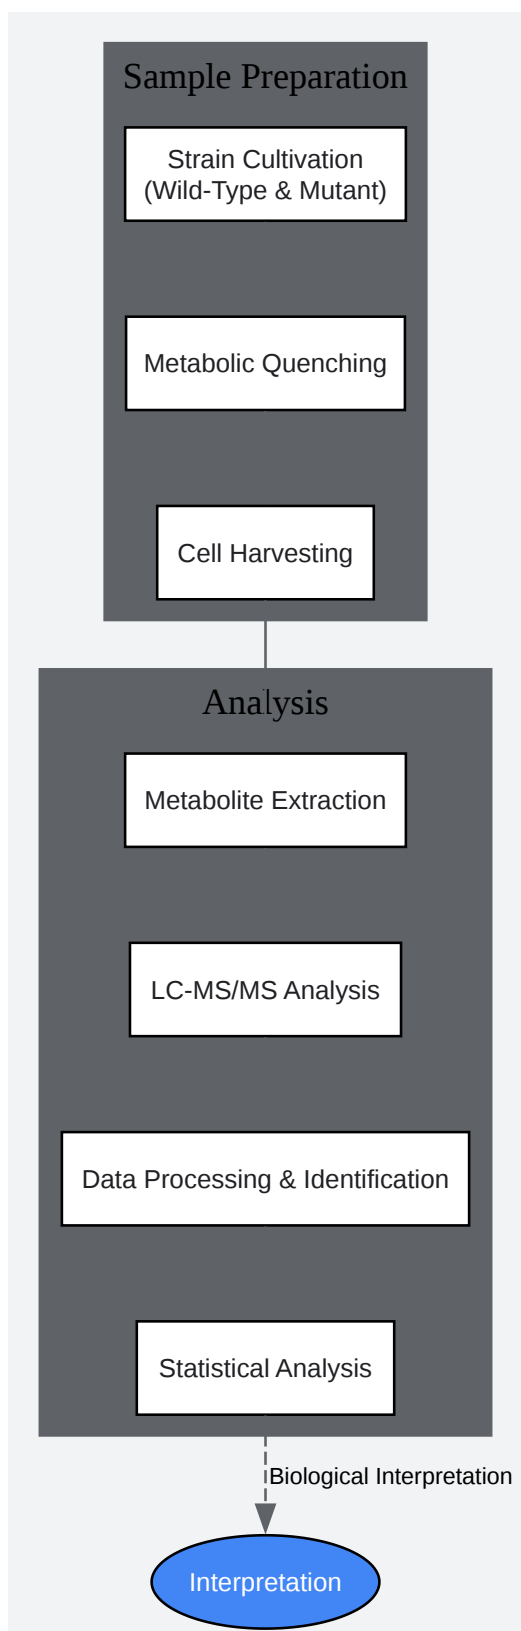 Sample Preparation
Strain Cultivation
(Wild-Type & Mutant)
Metabolic Quenching
Cell Harvesting
Analysis
Metabolite Extraction
LC-MS/MS Analysis
Data Processing & Identification
Statistical Analysis
Biological Interpretation
Interpretation